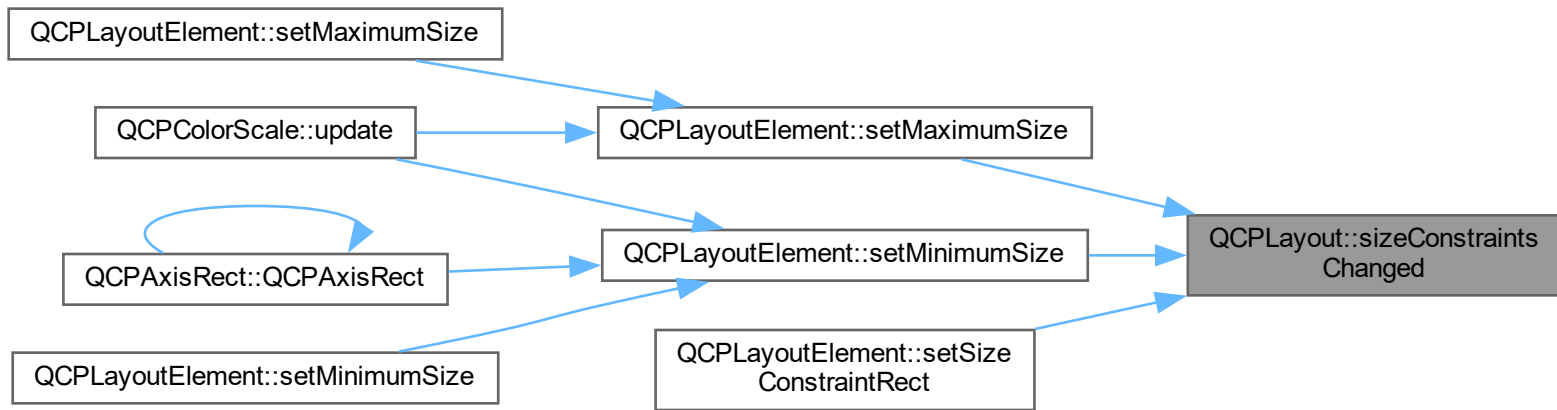 QCPLayoutElement::setMaximumSize
QCPColorScale::update
QCPLayoutElement::setMaximumSize
QCPLayout::sizeConstraints
Changed
QCPAxisRect::QCPAxisRect
QCPLayoutElement::setMinimumSize
QCPLayoutElement::setMinimumSize
QCPLayoutElement::setSize
ConstraintRect